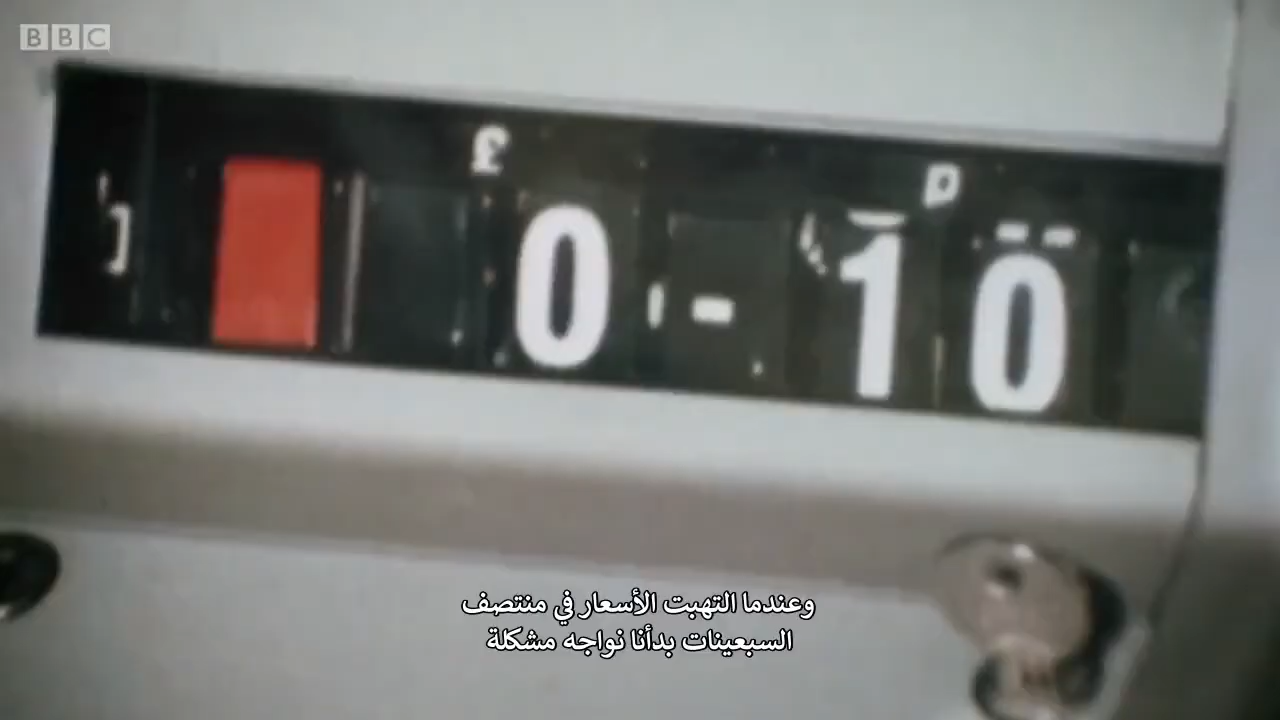 BBC
£ P
0-10
وعندما التهبت الأسعار في منتصف
السبعينات بدأنا نواجه مشكلة